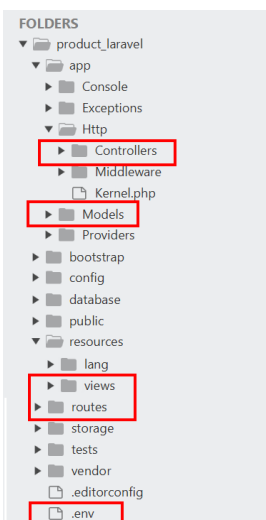 FOLDERS
product_laravel
app
Console
Exceptions
Http
Controllers
Middleware
Kernel.php
Models
Providers
bootstrap
config
database
public
resources
lang
views
routes
storage
tests
vendor
.editorconfig
.env